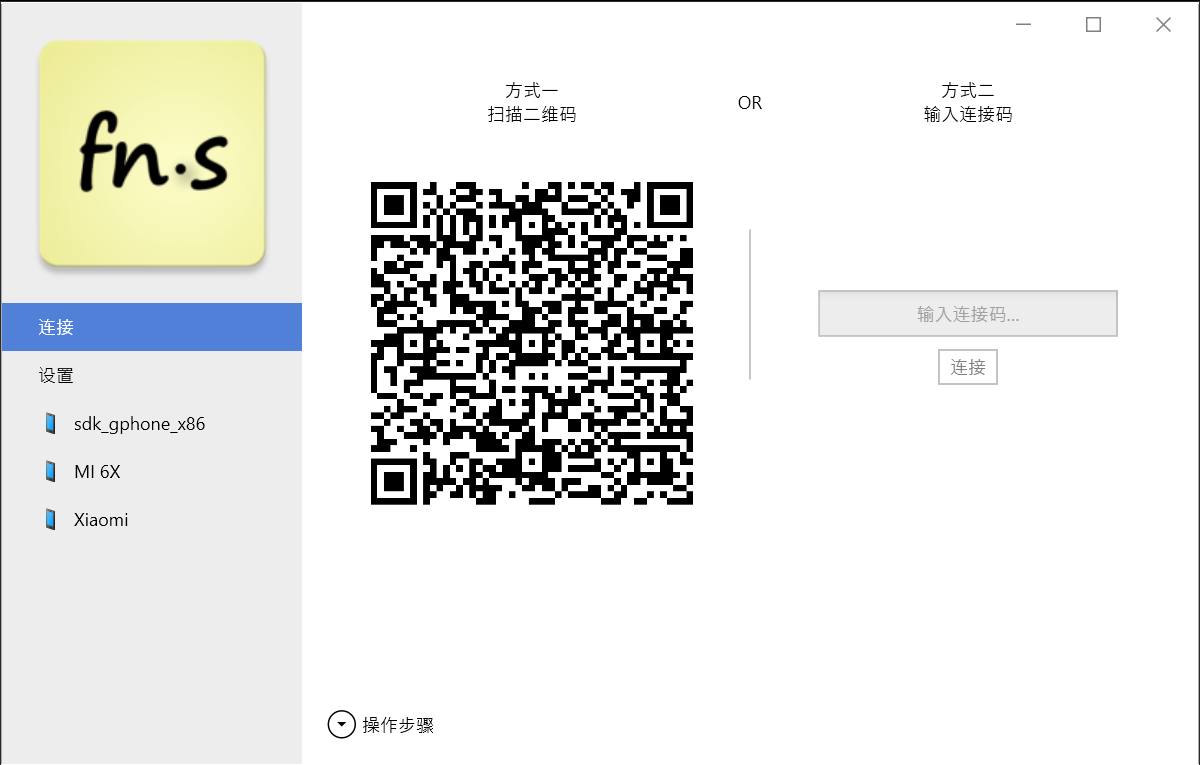 fn.s
连接
设置
sdk_gphone_x86
MI 6X
Xiaomi
方式一
扫描二维码
OR
方式二
输入连接码
输入连接码...
连接
操作步骤